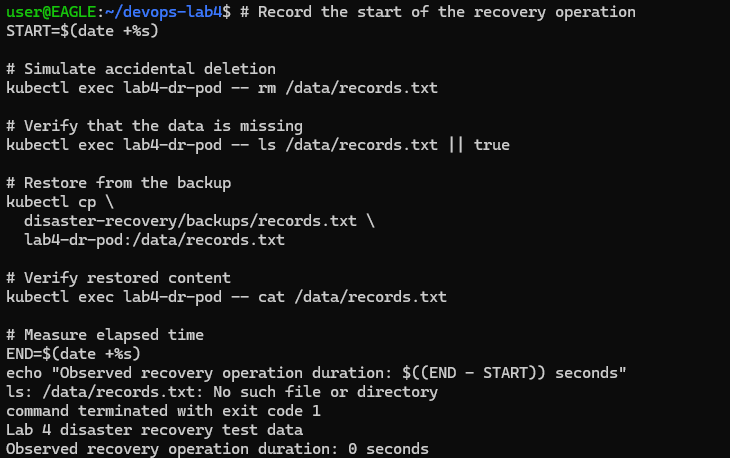 user@EAGLE:~/devops-lab4$ # Record the start of the recovery operation
START=$(date +%s)
# Simulate accidental deletion
kubectl exec lab4-dr-pod -- rm /data/records.txt
# Verify that the data is missing
kubectl exec lab4-dr-pod -- ls /data/records.txt || true
# Restore from the backup
kubectl cp \
  disaster-recovery/backups/records.txt \
  lab4-dr-pod:/data/records.txt
# Verify restored content
kubectl exec lab4-dr-pod -- cat /data/records.txt
# Measure elapsed time
END=$(date +%s)
echo "Observed recovery operation duration: $((END - START)) seconds"
ls: /data/records.txt: No such file or directory
command terminated with exit code 1
Lab 4 disaster recovery test data
Observed recovery operation duration: 0 seconds